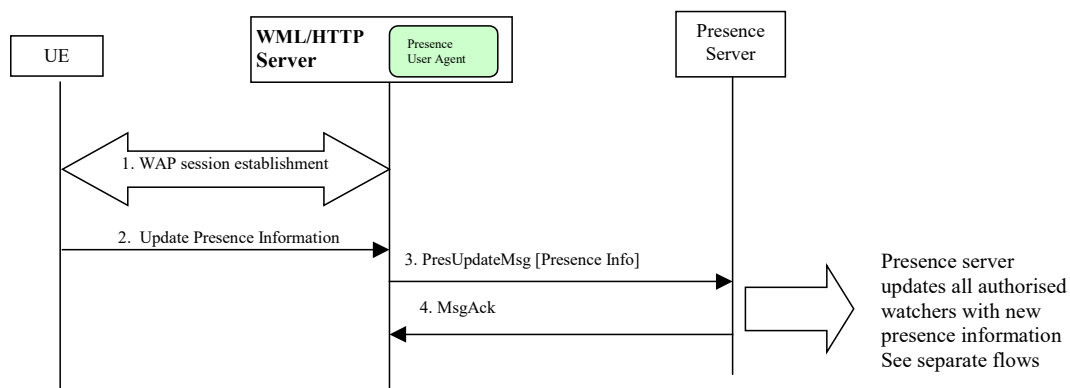 UE
WML/HTTP
Server
Presence
User Agent
Presence
Server
1. WAP session establishment
2.  Update Presence Information
3. PresUpdateMsg [Presence Info]
4. MsgAck
Presence server
updates all authorised
watchers with new
presence information
See separate flows